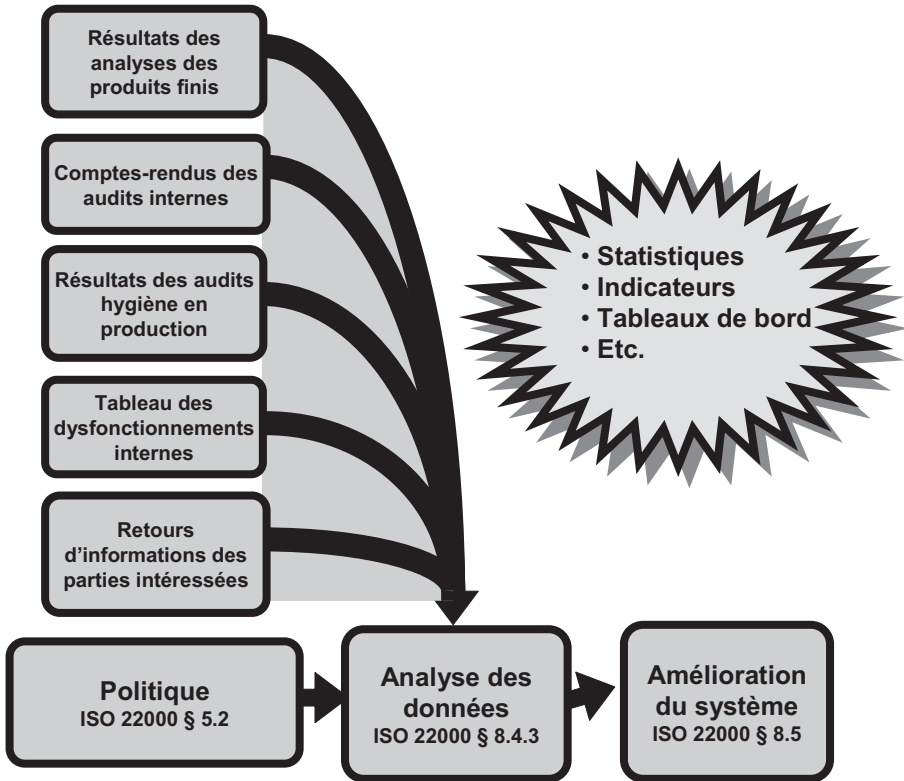 Résultats des
analyses des
produits finis
Comptes-rendus des
audits internes
Résultats des audits
hygiène en
production
Tableau des
dysfonctionnements
internes
Retours
d’informations des
parties intéressées
• Statistiques
• Indicateurs
• Tableaux de bord
• Etc.
Politique
ISO 22000 § 5.2
Analyse des
données
ISO 22000 § 8.4.3
Amélioration
du système
ISO 22000 § 8.5